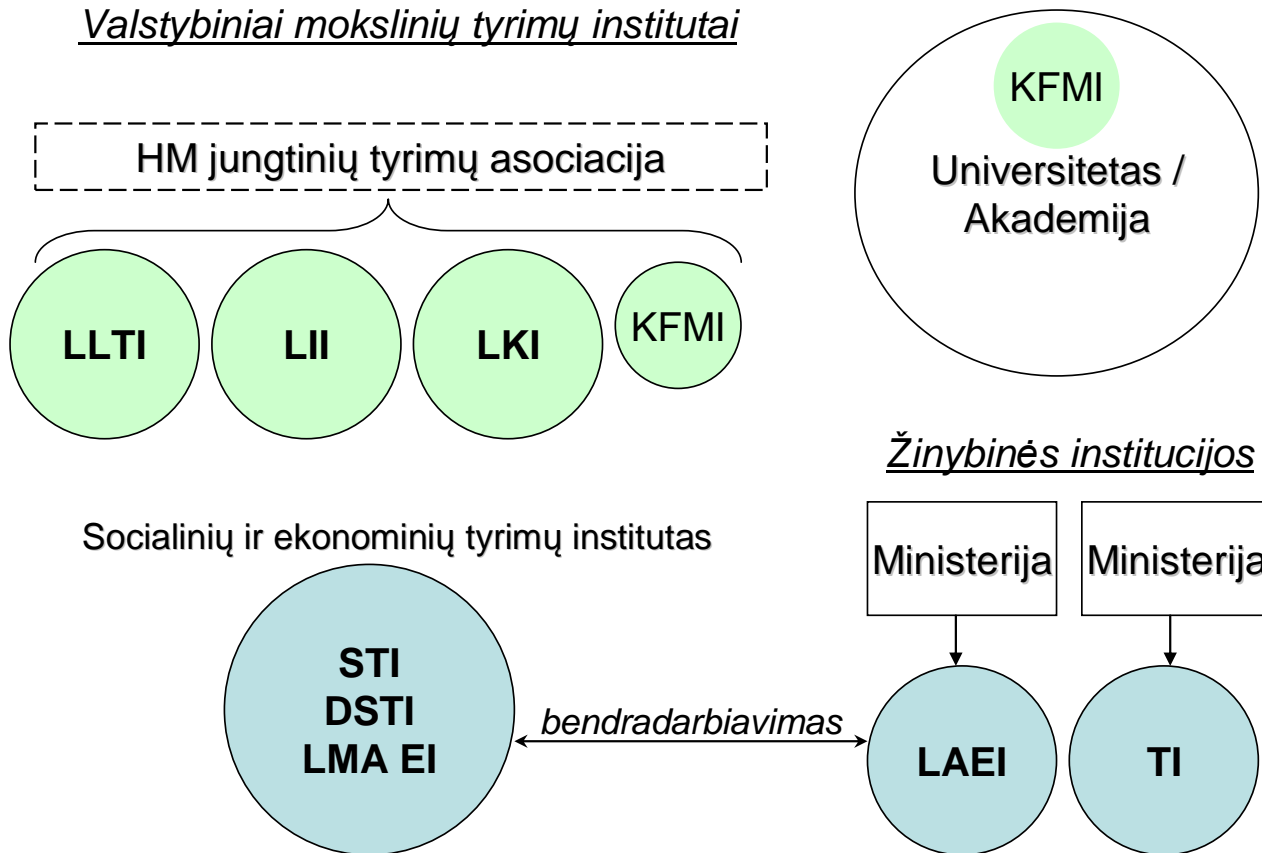 Valstybiniai mokslinių tyrimų institutai
HM jungtinių tyrimų asociacija
LLTI
LII
LKI
KFMI
KFMI
Universitetas /
Akademija
Žinybinės institucijos
Ministerija
Ministerija
Socialinių ir ekonominių tyrimų institutas
STI
DSTI
LMA EI
bendradarbiavimas
LAEI
TI